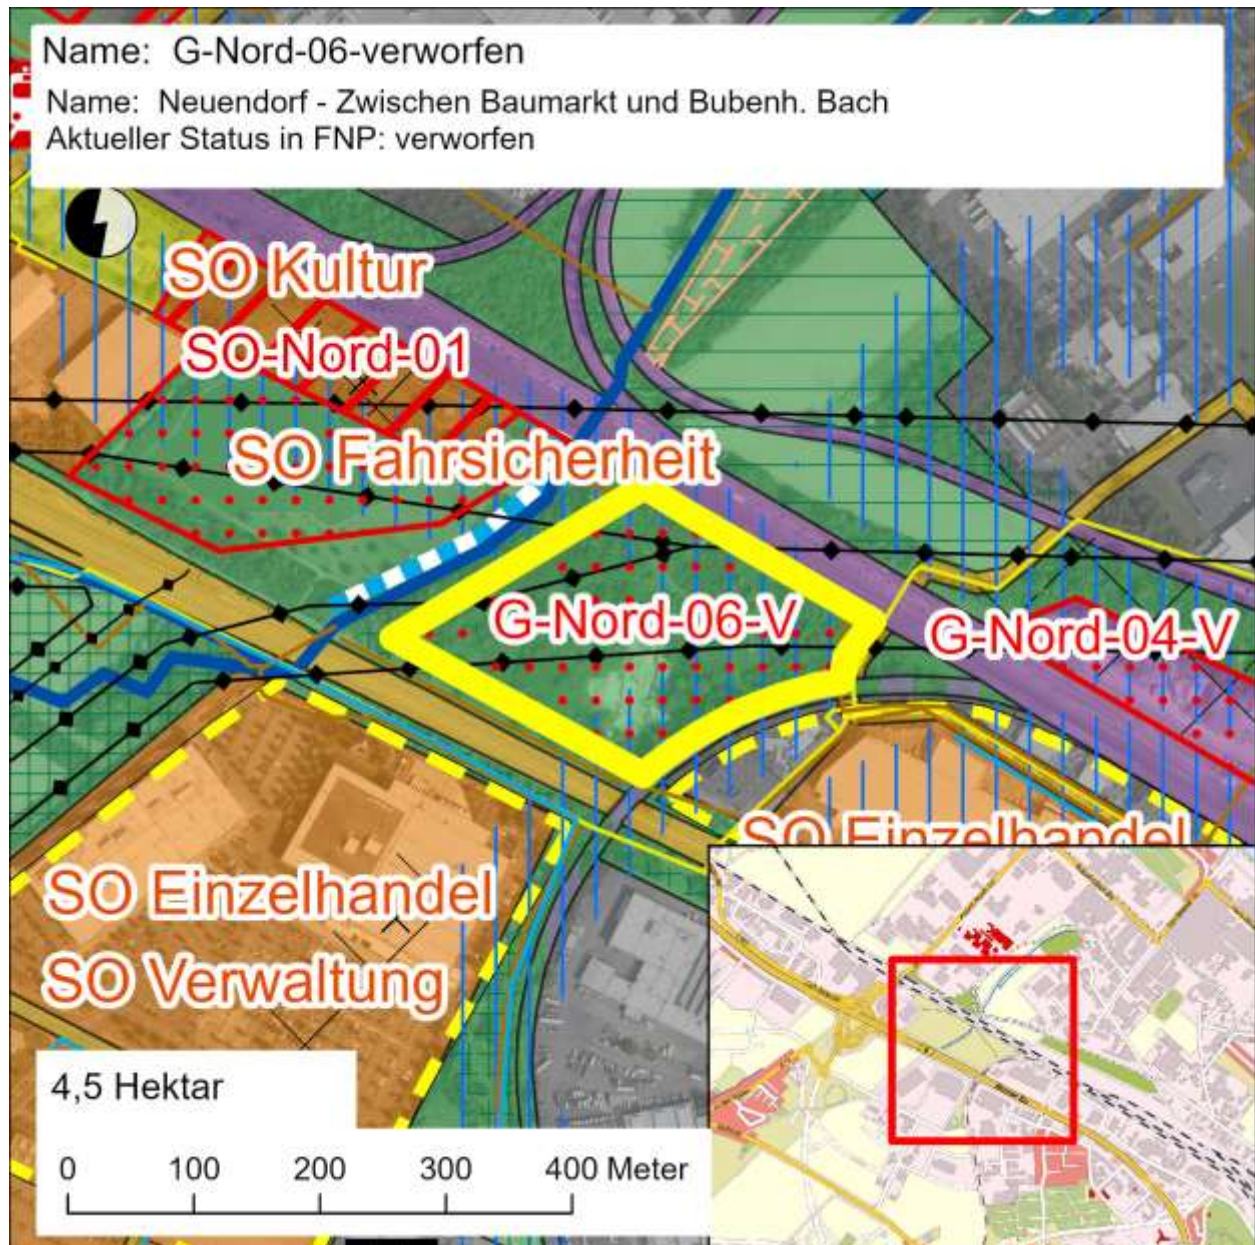 Name: G-Nord-06-verworfen
Name: Neuendorf - Zwischen Baumarkt und Bubenh. Bach
Aktueller Status in FNP: verworfen
SO Kultur
SO-Nord-01
SO Fahrsicherheit
G-Nord-06-V
G-Nord-04-V
SO Einzelhandel
SO Einzelhandel
SO Verwaltung
4,5 Hektar
0 100 200 300 400 Meter